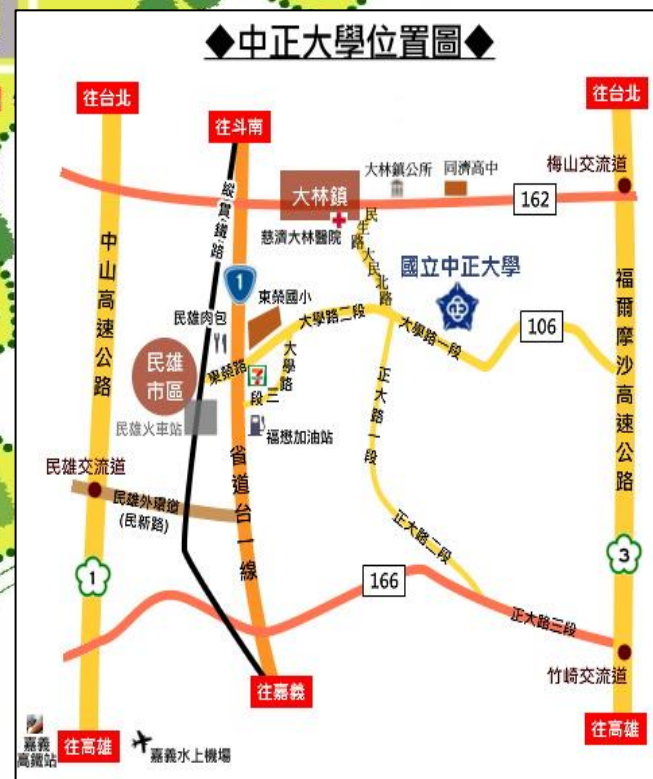 ◆中正大學位置圖◆
往台北
往斗南
往台北
大林鎮公所
同濟高中
梅山交流道
縱貫鐵路
大林鎮
162
慈濟大林醫院
民生路
大民北路
國立中正大學
中山高速公路
1
東榮國小
民雄肉包
大學路二段
大學路一段
106
福爾摩沙高速公路
民雄
市區
東榮路
7
大學路
三段
民雄火車站
福懋加油站
正大路一段
民雄交流道
省道台一線
民雄外環道
(民新路)
正大路二段
1
166
3
正大路三段
往嘉義
竹崎交流道
嘉義
高鐵站
往高雄
嘉義水上機場
往高雄